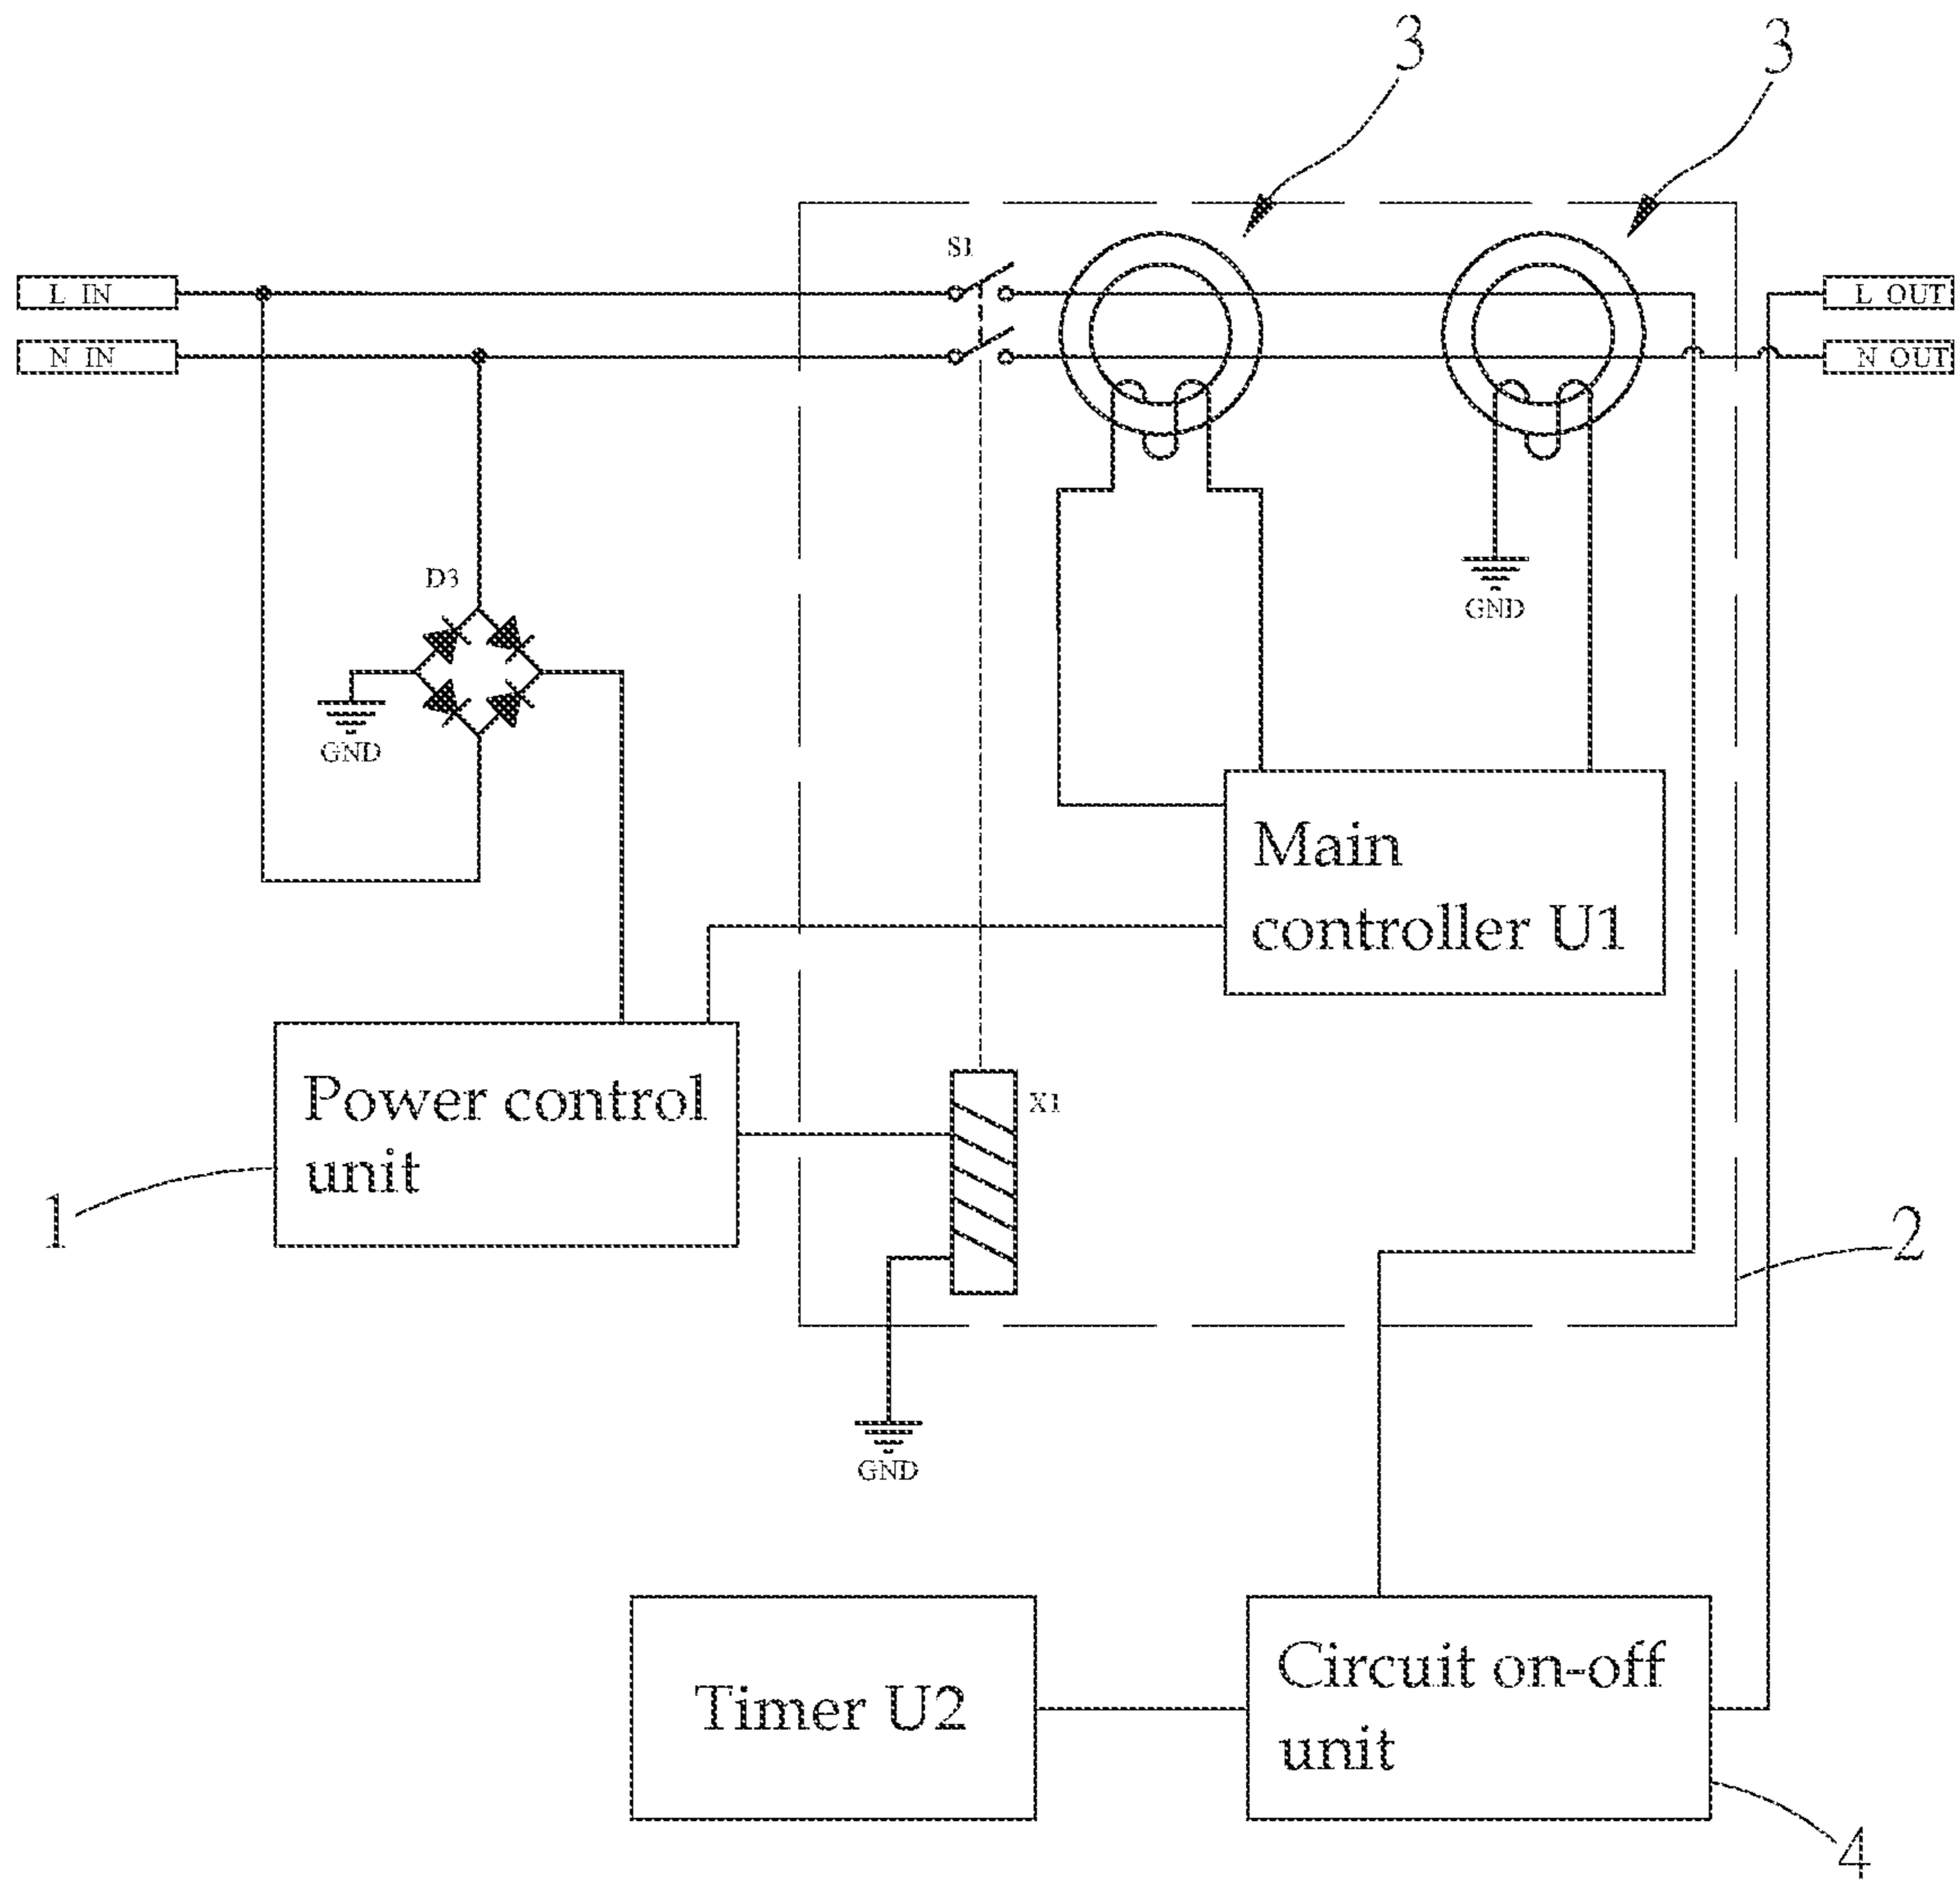 3
3
S1
L IN
L OUT
N IN
N OUT
D3
GND
GND
Main
controller U1
Power control
unit
X1
1
2
GND
Circuit on-off
unit
Timer U2
4